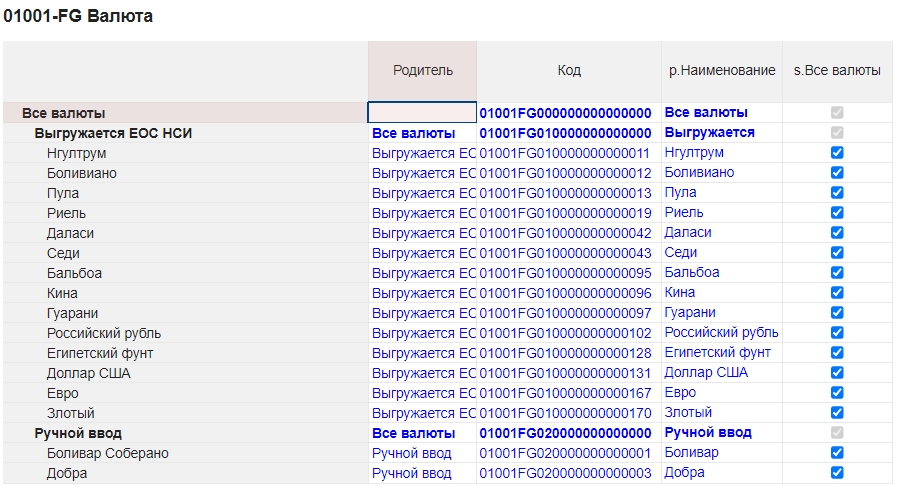 01001-FG Валюта
Родитель Код p.Наименование s.Все валюты
Все валюты 01001FG000000000000000 Все валюты
Выгружается ЕОС НСИ Все валюты 01001FG010000000000000 Выгружается
Нгултрум Выгружается ЕС 01001FG010000000000011 Нгултрум
Боливиано Выгружается ЕС 01001FG010000000000012 Боливиано
Пула Выгружается ЕС 01001FG010000000000013 Пула
Риель Выгружается ЕС 01001FG010000000000019 Риель
Даласи Выгружается ЕС 01001FG010000000000042 Даласи
Седи Выгружается ЕС 01001FG010000000000043 Седи
Бальбоа Выгружается ЕС 01001FG010000000000095 Бальбоа
Кина Выгружается ЕС 01001FG010000000000096 Кина
Гуарани Выгружается ЕС 01001FG010000000000097 Гуарани
Российский рубль Выгружается ЕС 01001FG010000000000102 Российский рубль
Египетский фунт Выгружается ЕС 01001FG010000000000128 Египетский фунт
Доллар США Выгружается ЕС 01001FG010000000000131 Доллар США
Евро Выгружается ЕС 01001FG010000000000167 Евро
Злотый Выгружается ЕС 01001FG010000000000170 Злотый
Ручной ввод Все валюты 01001FG020000000000000 Ручной ввод
Боливар Соберано Ручной ввод 01001FG020000000000001 Боливар
Добра Ручной ввод 01001FG020000000000003 Добра